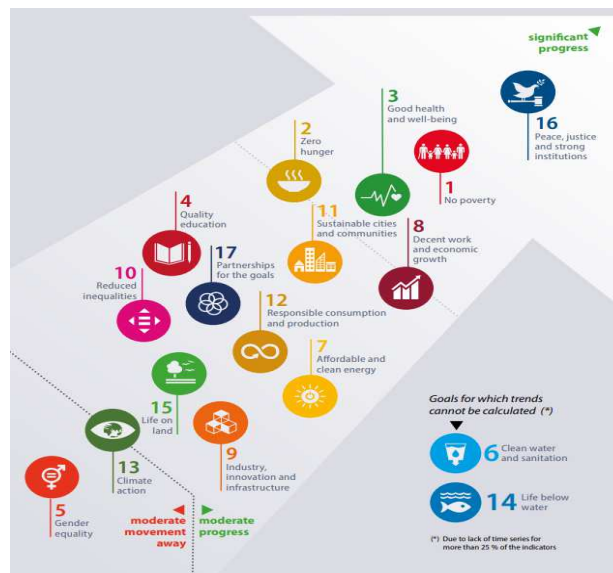 significant
progress
16
Peace, justice
and strong
institutions
3
Good health
and well-being
1
No poverty
2
Zero
hunger
11
Sustainable cities
and communities
8
Decent work
and economic
growth
4
Quality
education
17
Partnerships
for the goals
10
Reduced
inequalities
12
Responsible consumption
and production
7
Affordable and
clean energy
15
Life on
land
9
Industry,
innovation and
infrastructure
13
Climate
action
5
Gender
equality
moderate
movement
away
moderate
progress
Goals for which trends
cannot be calculated (*)
6 Clean water
and sanitation
14 Life below
water
(*) Due to lack of time series for
more than 25 % of the indicators